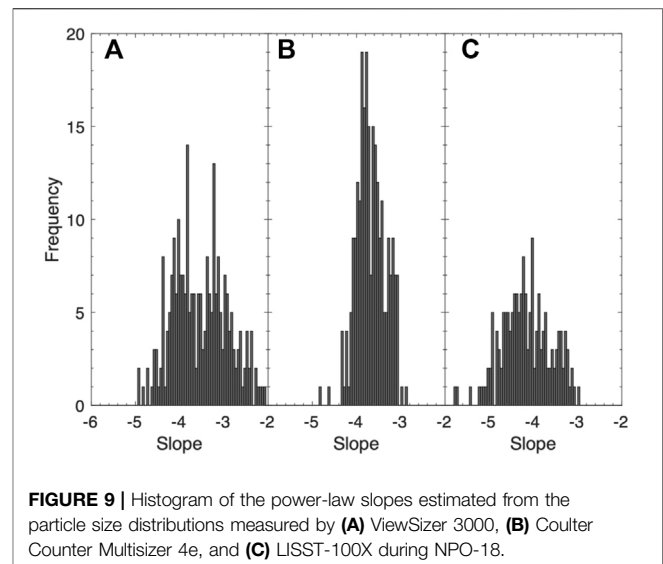 A B C
20
15
10
5
0
Frequency
-6 -5 -4 -3 -2 -5 -4 -3 -2 -5 -4 -3 -2
Slope Slope Slope
FIGURE 9 | Histogram of the power-law slopes estimated from the
particle size distributions measured by (A) ViewSizer 3000, (B) Coulter
Counter Multisizer 4e, and (C) LISST-100X during NPO-18.